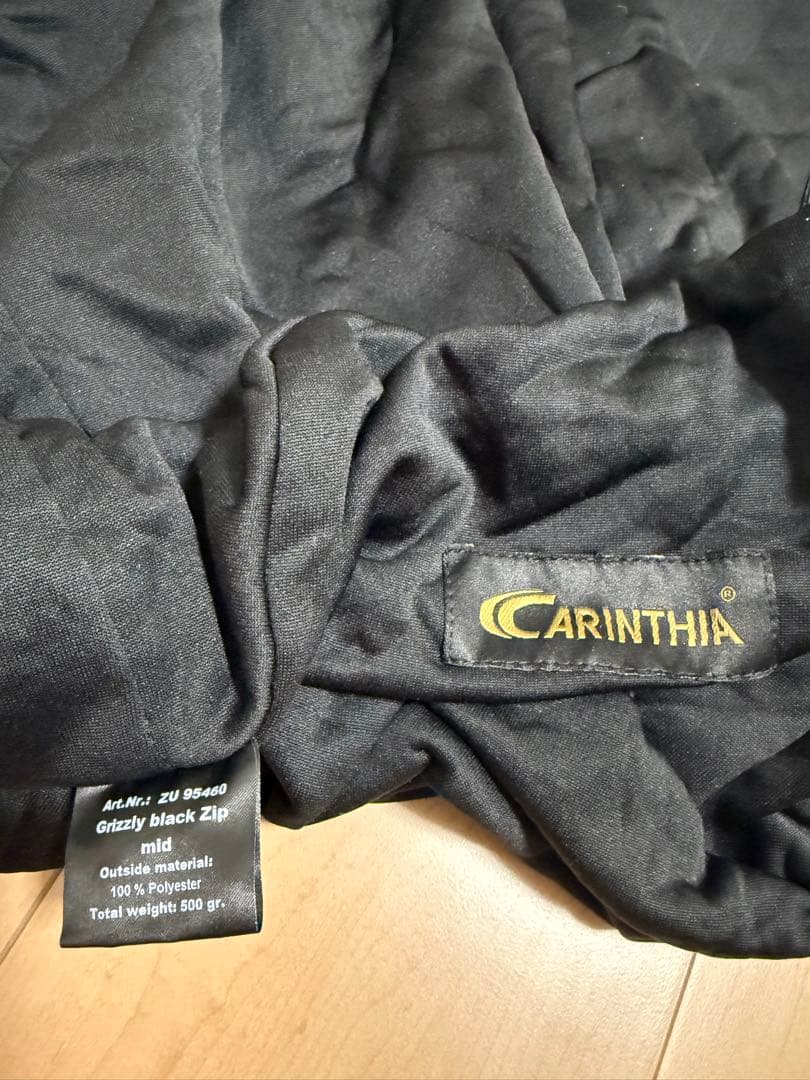 CARINTHIA®
Art.Nr.: ZU 95460
Grizzly black Zip
mid
Outside material:
100 % Polyester
Total weight: 500 gr.